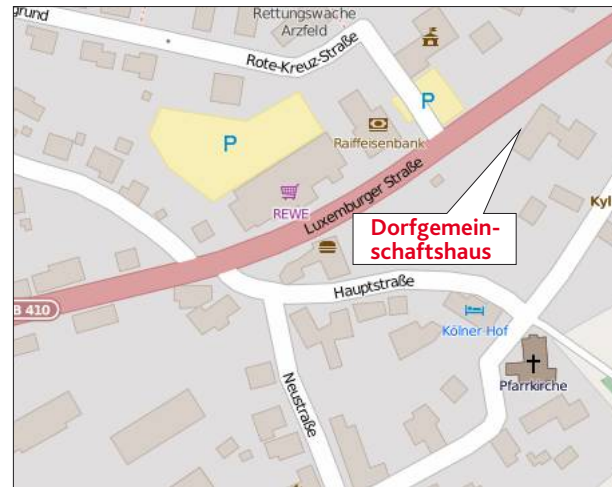 grund
Rettungswache
Arzfeld
Rote-Kreuz-Straße
P
P
Raiffeisenbank
REWE
Luxemburger Straße
Dorfgemein-
schaftshaus
Kyl
B 410
Hauptstraße
Kölner Hof
Neustraße
Pfarrkirche